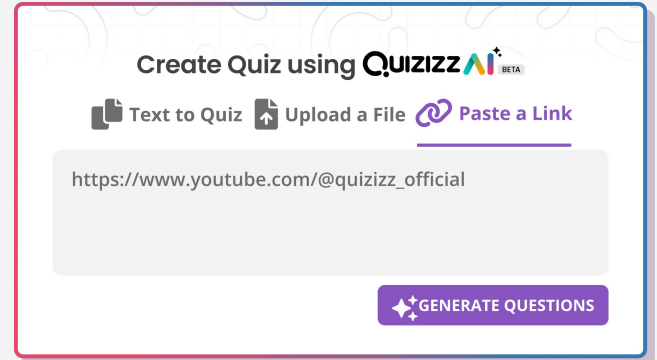 Create Quiz using QUIZIZZ AI BETA
Text to Quiz Upload a File Paste a Link
https://www.youtube.com/@quizizz_official
GENERATE QUESTIONS